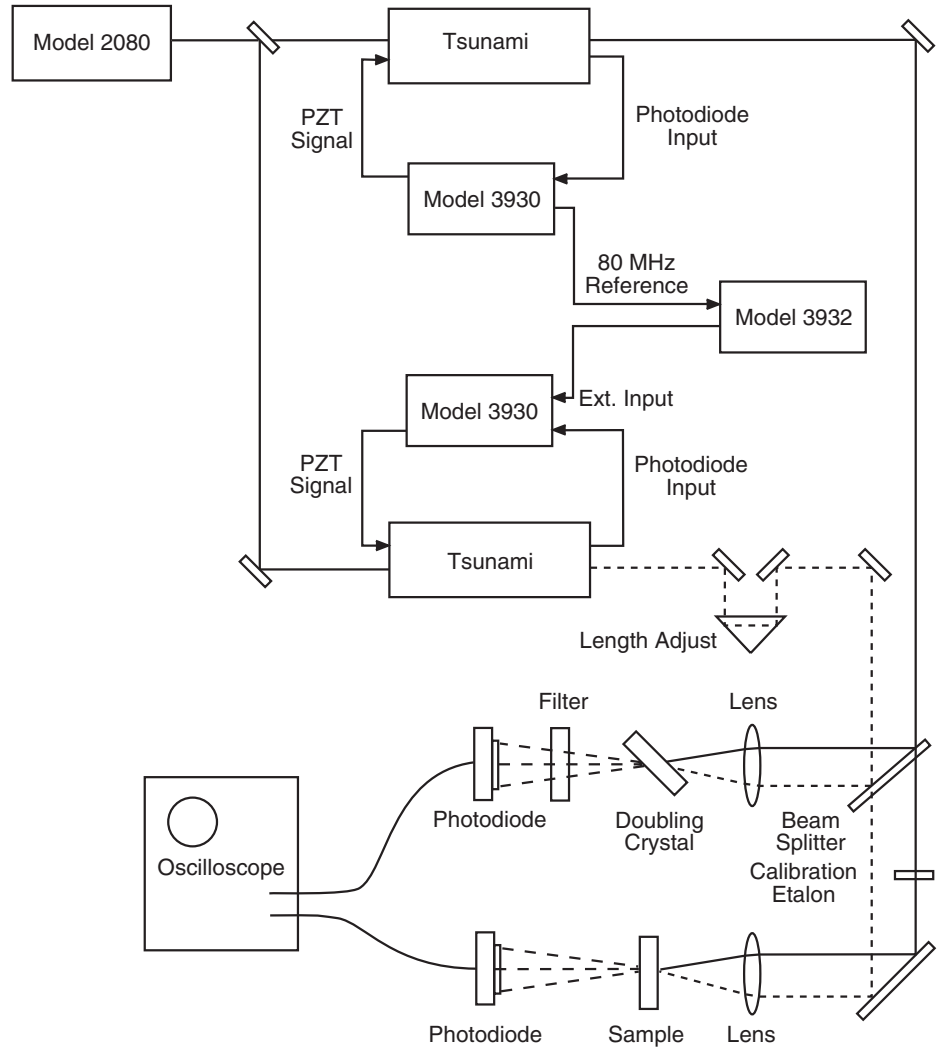 Model 2080
Tsunami
PZT
Signal
Photodiode
Input
Model 3930
80 MHz
Reference
Model 3932
Model 3930
Ext. Input
PZT
Signal
Photodiode
Input
Tsunami
Length Adjust
Filter
Lens
Photodiode
Doubling
Crystal
Beam
Splitter
Calibration
Etalon
Oscilloscope
Photodiode
Sample
Lens